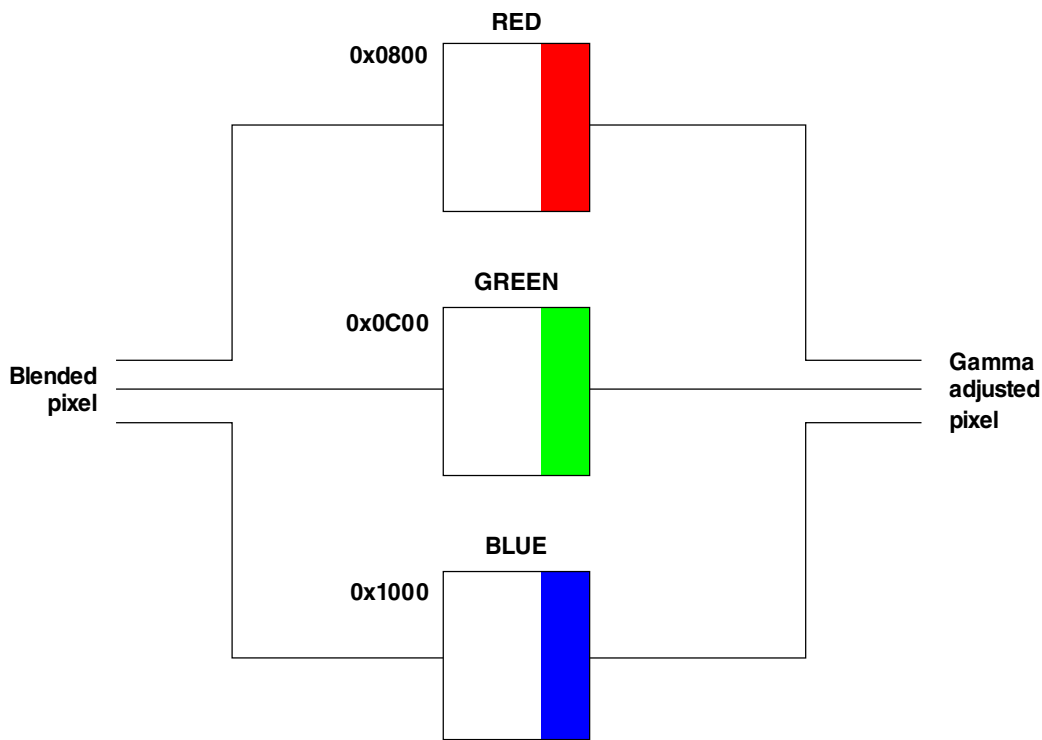 RED
0x0800
GREEN
0x0C00
Blended
pixel
Gamma
adjusted
pixel
BLUE
0x1000